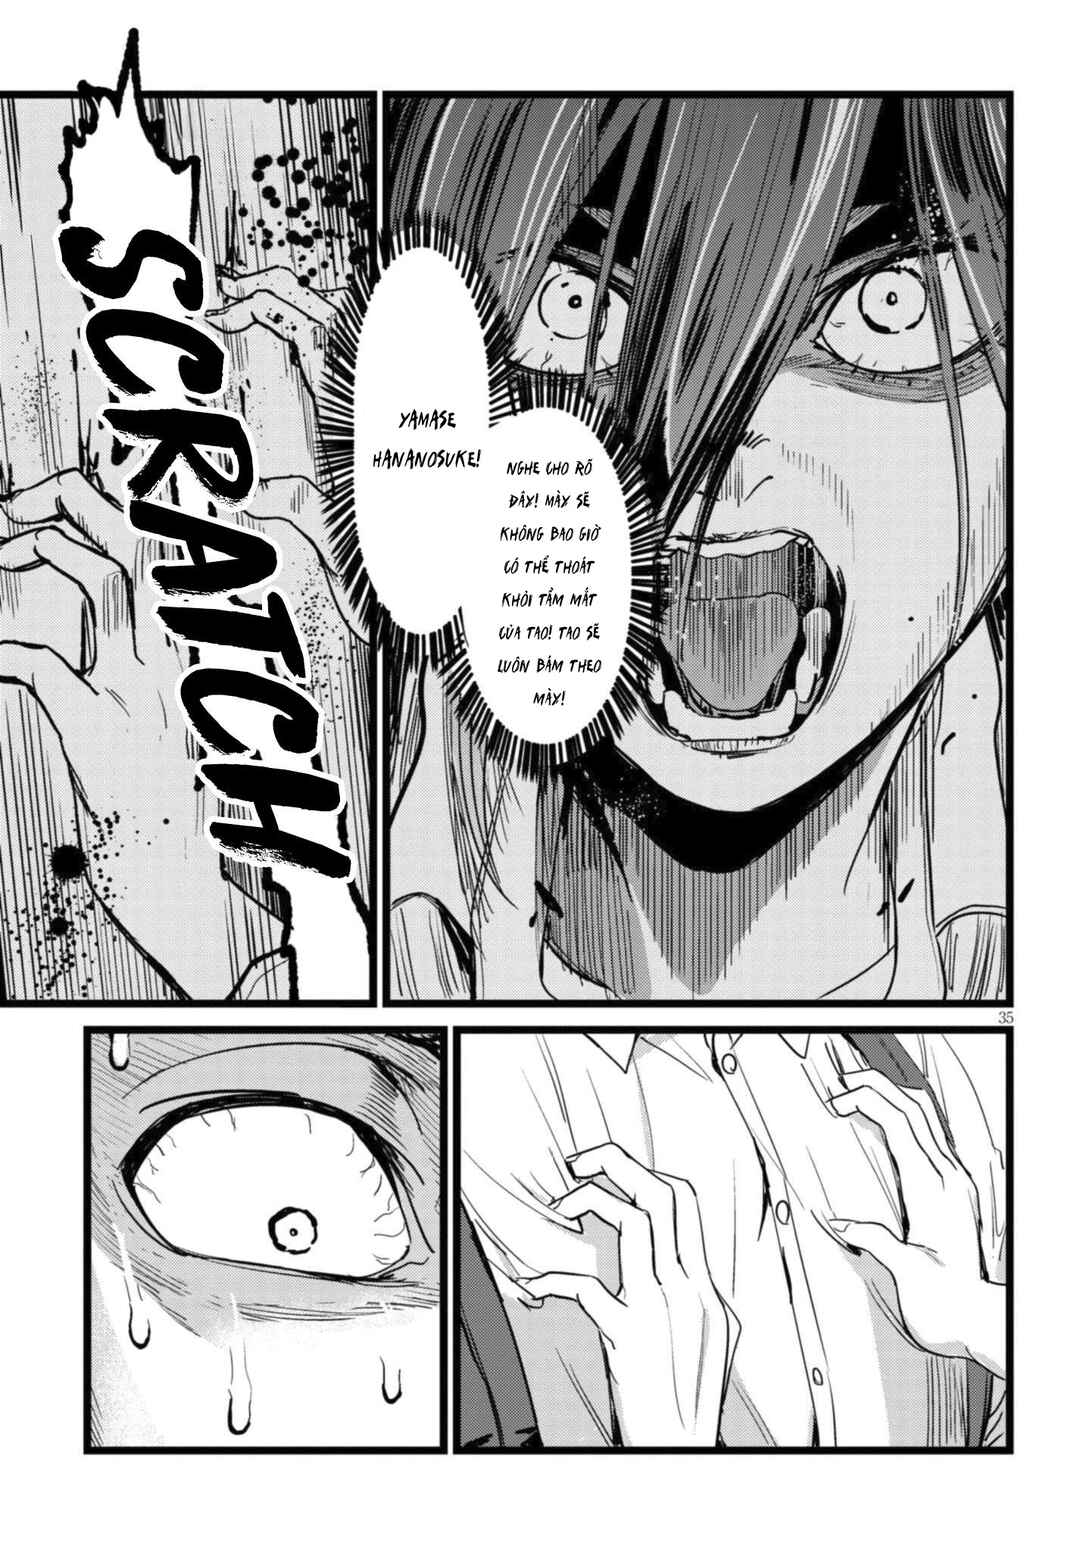 YAMASE
HANANOSUKE!
NGHE CHO RÕ
ĐÂY! MÀY SẼ
KHÔNG BAO GIỜ
CÓ THỂ THOÁT
KHỎI TẦM MẮT
CỦA TAO! TAO SẼ
LUÔN BÁM THEO
MÀY!
SCRATCH
35